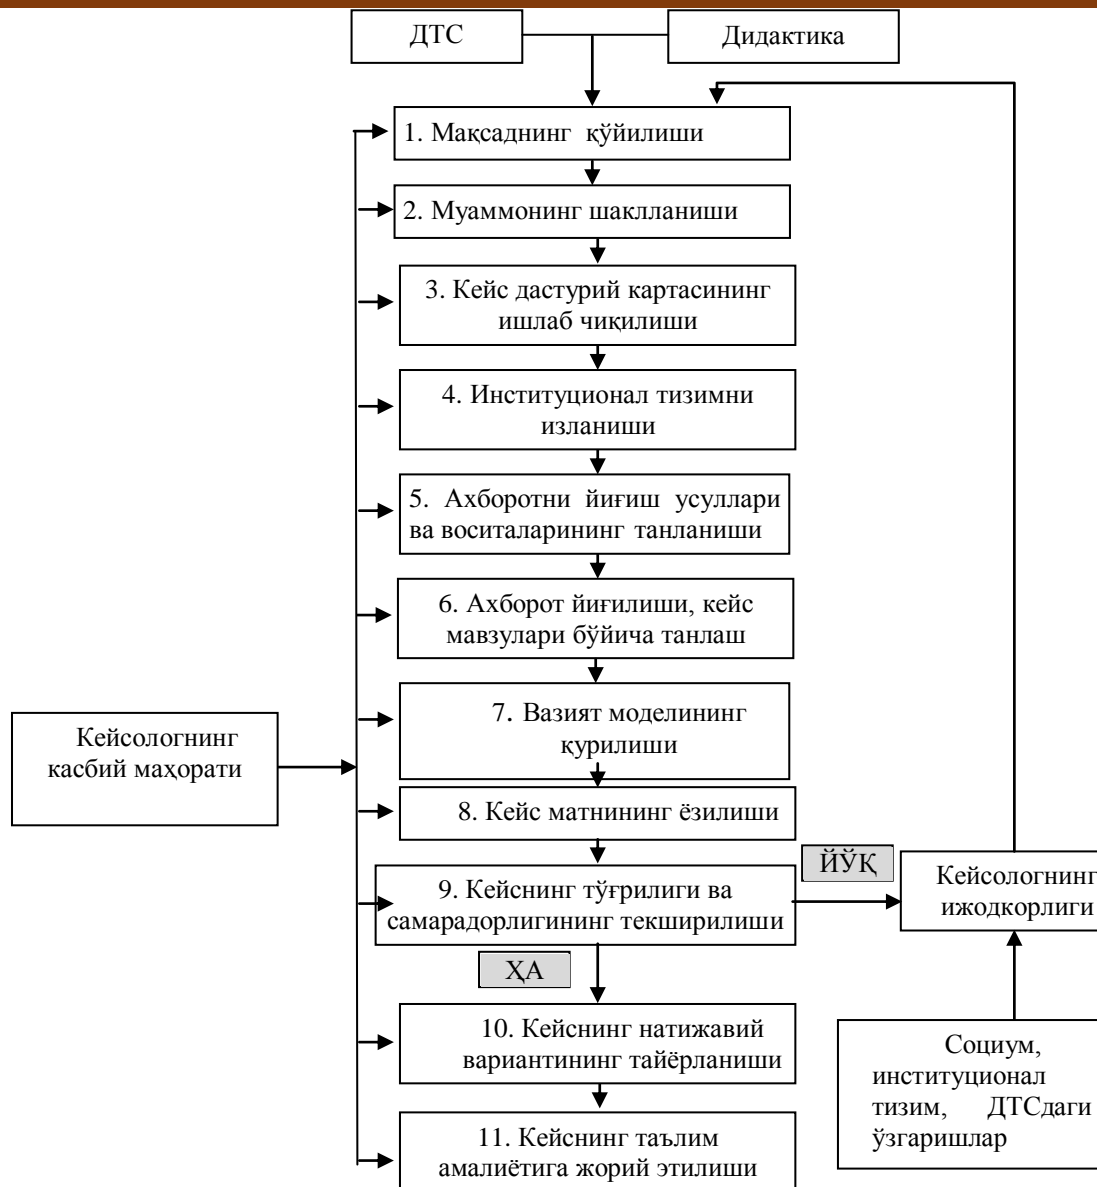 ДТС
Дидактика
1. Мақсаднинг қўйилиши
2. Муаммонинг шаклланиши
3. Кейс дастурий картасининг
ишлаб чиқилиши
4. Институционал тизимни
изланиши
5. Ахборотни йиғиш усуллари
ва воситаларининг танланиши
6. Ахборот йиғилиши, кейс
мавзулари бўйича танлаш
7. Вазият моделининг
қурилиши
Кейсологнинг
касбий маҳорати
8. Кейс матнининг ёзилиши
ЙЎҚ
9. Кейснинг тўғрилиги ва
самарадорлигининг текширилиши
Кейсологнинг
ижодкорлиги
ҲА
10. Кейснинг натижавий
вариантининг тайёрланиши
Социум,
институционал
тизим, ДТСдаги
ўзгаришлар
11. Кейснинг таълим
амалиётига жорий этилиши